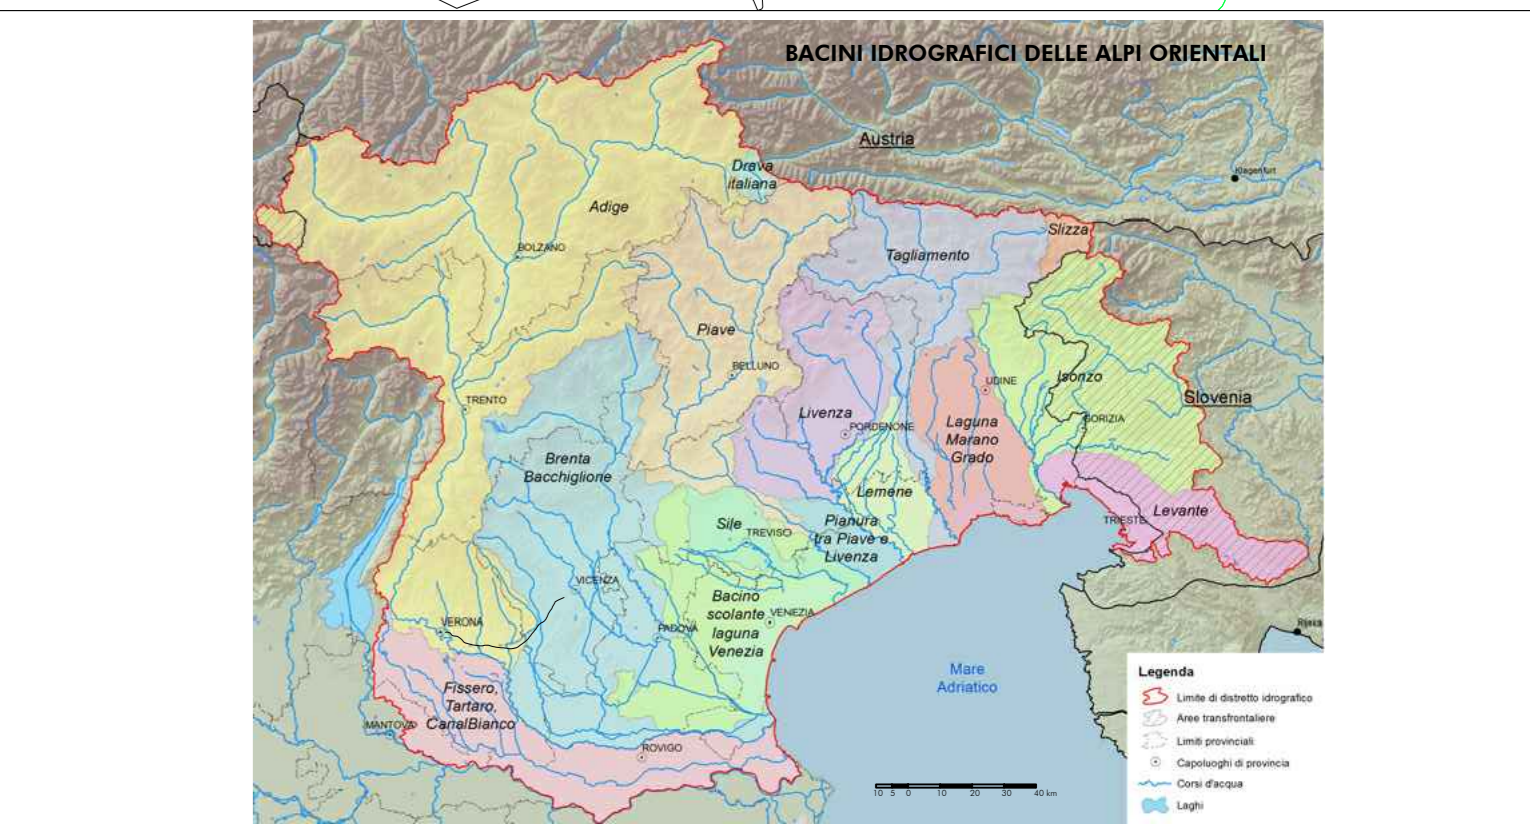 BACINI IDROGRAFICI DELLE ALPI ORIENTALI
Austria
Klagenfurt
Drava
italiana
Adige
Slizza
BOLZANO
Tagliamento
Piave
BELLUNO
Isonzo
UDINE
Slovenia
TRENTO
Livenza
PORDENONE
GORIZIA
Laguna
Marano
Grado
Brenta
Bacchiglione
Lemene
Levante
TRIESTE
Sile
TREVISO
Pianura
tra Piave e
Livenza
VICENZA
Bacino
scolante
laguna
Venezia
VENEZIA
VERONA
PADOVA
Rijeka
Mare
Adriatico
Fissero,
Tartaro,
CanalBianco
MANTOVA
ROVIGO
10 5 0 10 20 30 40 km
Legenda
Limite di distretto idrografico
Aree transfrontaliere
Limiti provinciali
Capoluoghi di provincia
Corsi d'acqua
Laghi